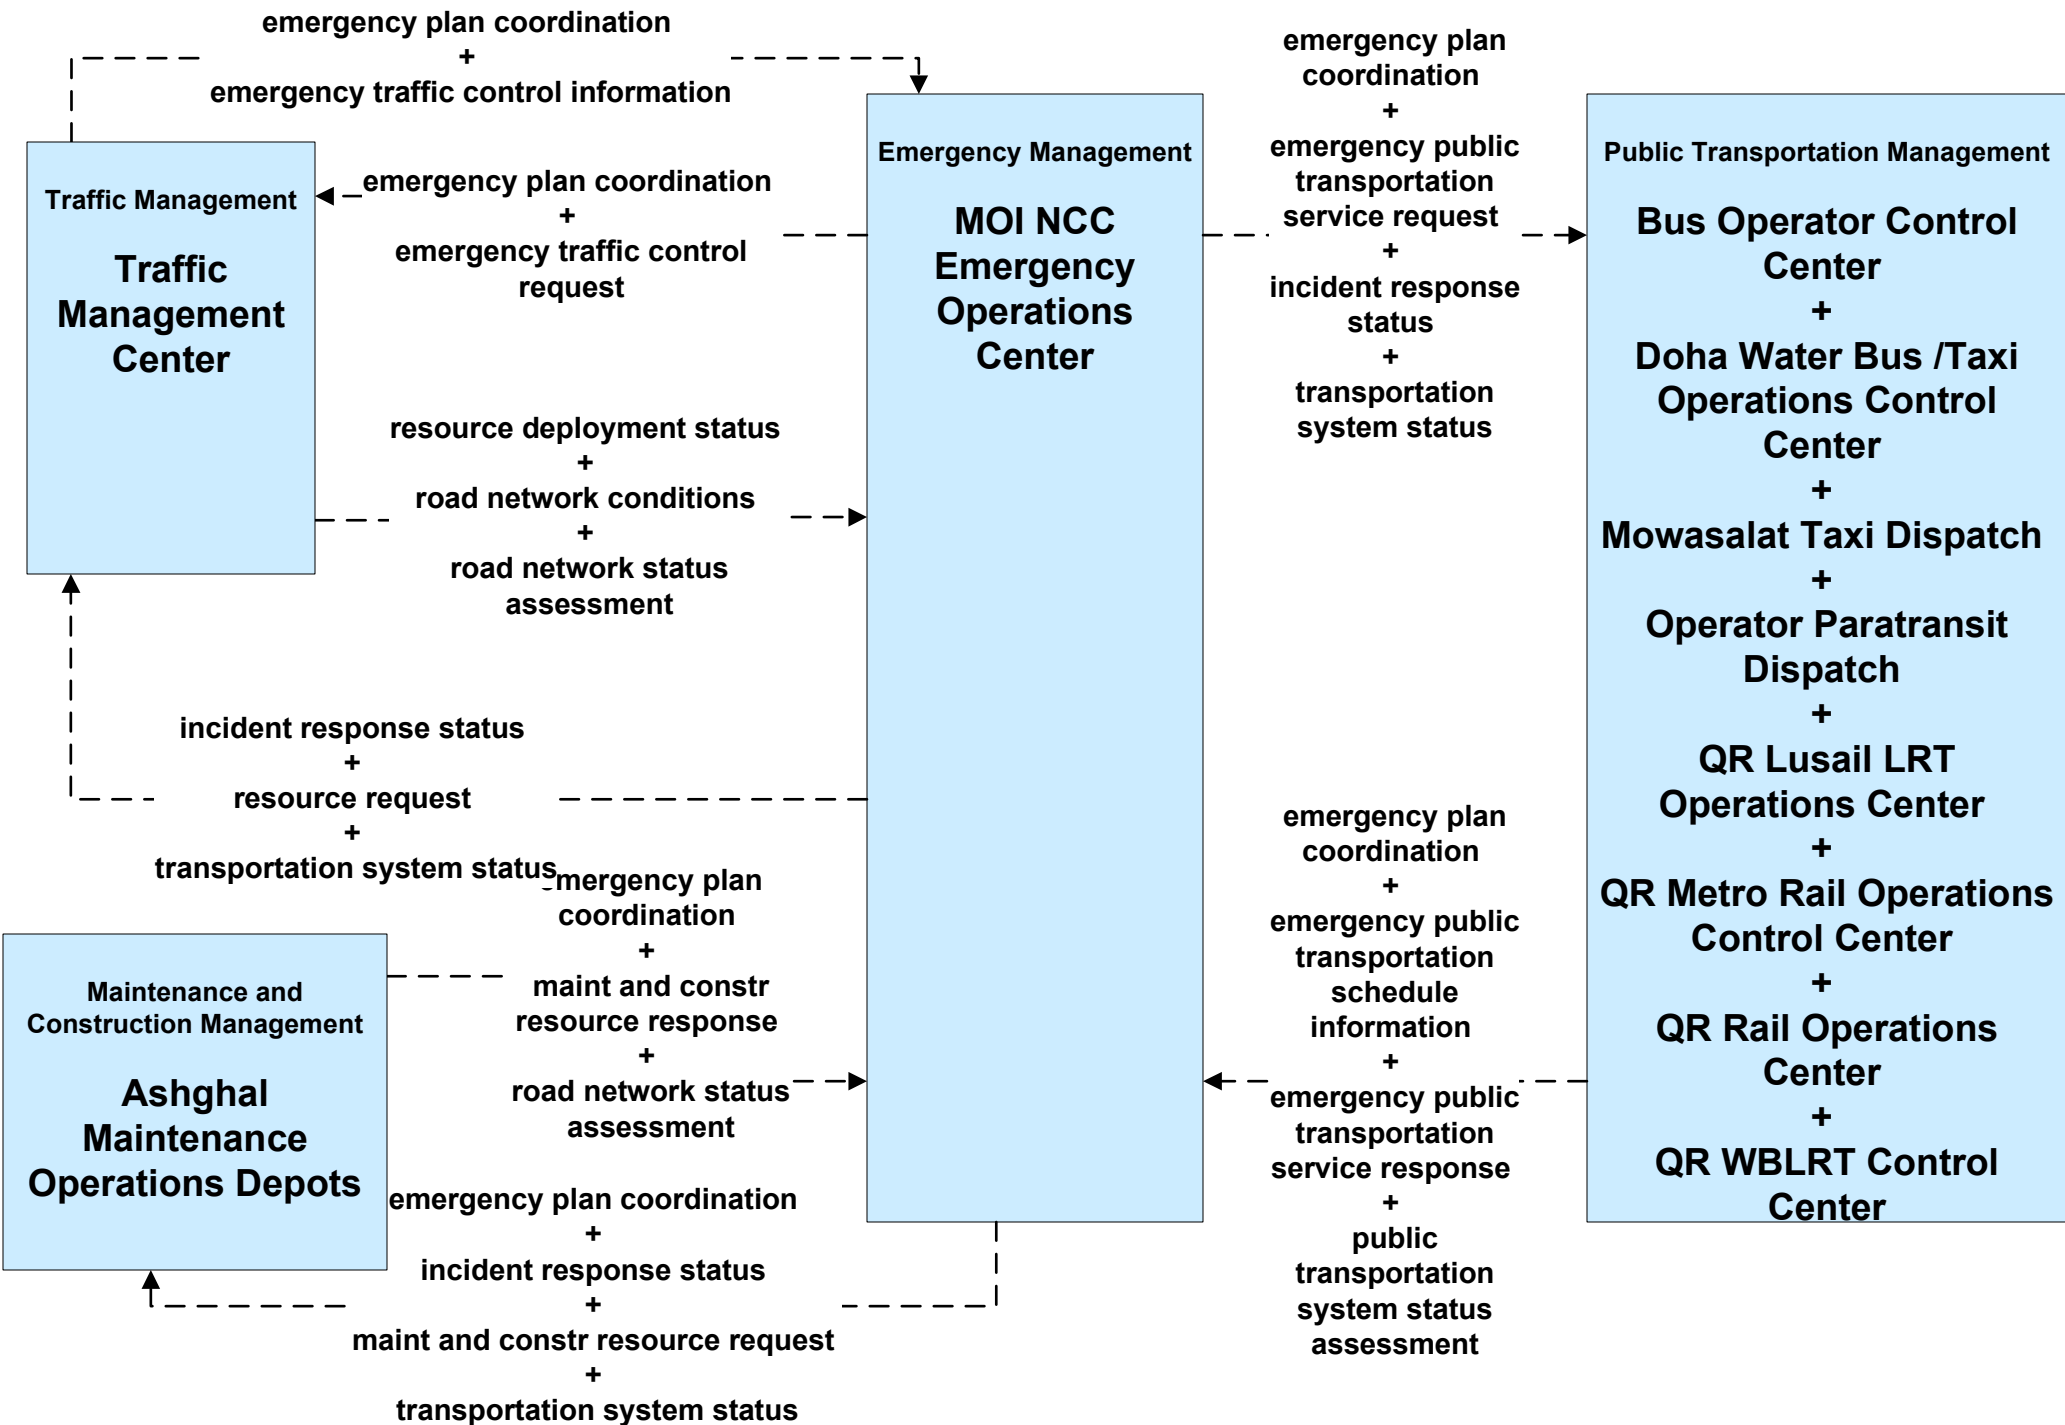 emergency plan coordination
+
emergency traffic control information
Traffic Management
Traffic
Management
Center
emergency plan coordination
+
emergency traffic control
request
resource deployment status
+
road network conditions
+
road network status
assessment
incident response status
+
resource request
+
transportation system status
Maintenance and
Construction Management
Ashghal
Maintenance
Operations Depots
mergency plan
coordination
+
maint and constr
resource response
+
road network status
assessment
emergency plan coordination
+
incident response status
+
maint and constr resource request
+
transportation system status
Emergency Management
MOI NCC
Emergency
Operations
Center
emergency plan
coordination
+
emergency public
transportation
service request
+
incident response
status
+
transportation
system status
emergency plan
coordination
+
emergency public
transportation
schedule
information
+
emergency public
transportation
service response
+
public
transportation
system status
assessment
Public Transportation Management
Bus Operator Control
Center
+
Doha Water Bus /Taxi
Operations Control
Center
+
Mowasalat Taxi Dispatch
+
Operator Paratransit
Dispatch
+
QR Lusail LRT
Operations Center
+
QR Metro Rail Operations
Control Center
+
QR Rail Operations
Center
+
QR WBLRT Control
Center